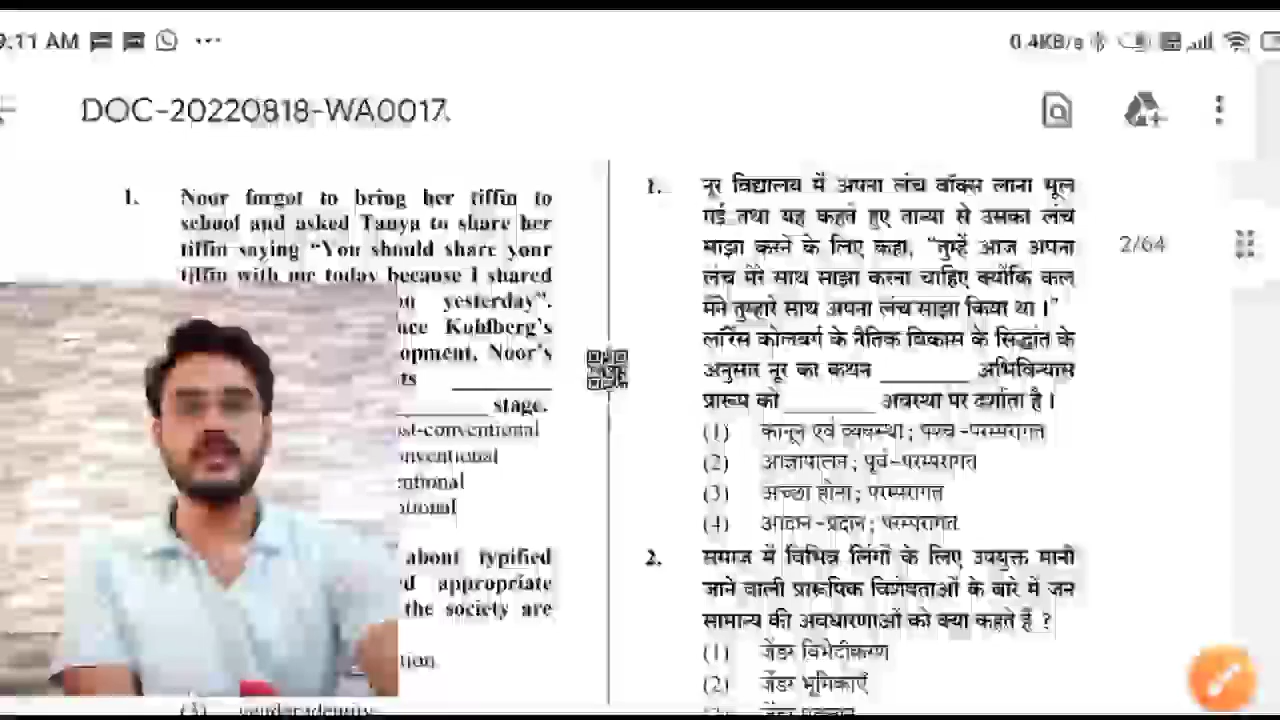 9:11 AM
0.4KB/s
DOC-20220818-WA0017.
2/64
1. Noor forgot to bring her tiffin to
school and asked Tanya to share her
tiffin saying “You should share your
tiffin with me today because I shared
yesterday”.
Kohlberg’s
Noor’s
____________
____________ stage.
about typified
appropriate
the society are
1. नूर विद्यालय में अपना लंच बॉक्स लाना भूल
गई तथा यह कहते हुए तान्या से उसका लंच
साझा करने के लिए कहा, “तुम्हें आज अपना
लंच मेरे साथ साझा करना चाहिए क्योंकि कल
मैंने तुम्हारे साथ अपना लंच साझा किया था।”
लॉरेंस कोलबर्ग के नैतिक विकास के सिद्धांत के
अनुसार नूर का कथन ________ अभिविन्यास
प्रारूप को ________ अवस्था पर दर्शाता है।
(1) कानून एवं व्यवस्था; पश्च-परम्परागत
(2) आज्ञापालन; पूर्व-परम्परागत
(3) अच्छा होना; परम्परागत
(4) आदान-प्रदान; परम्परागत
2. समाज में विभिन्न लिंगों के लिए उपयुक्त मानी
जाने वाली प्रारूपिक विशेषताओं के बारे में जन
सामान्य की अवधारणाओं को क्या कहते हैं?
(1) जेंडर विभेदीकरण
(2) जेंडर भूमिकाएँ